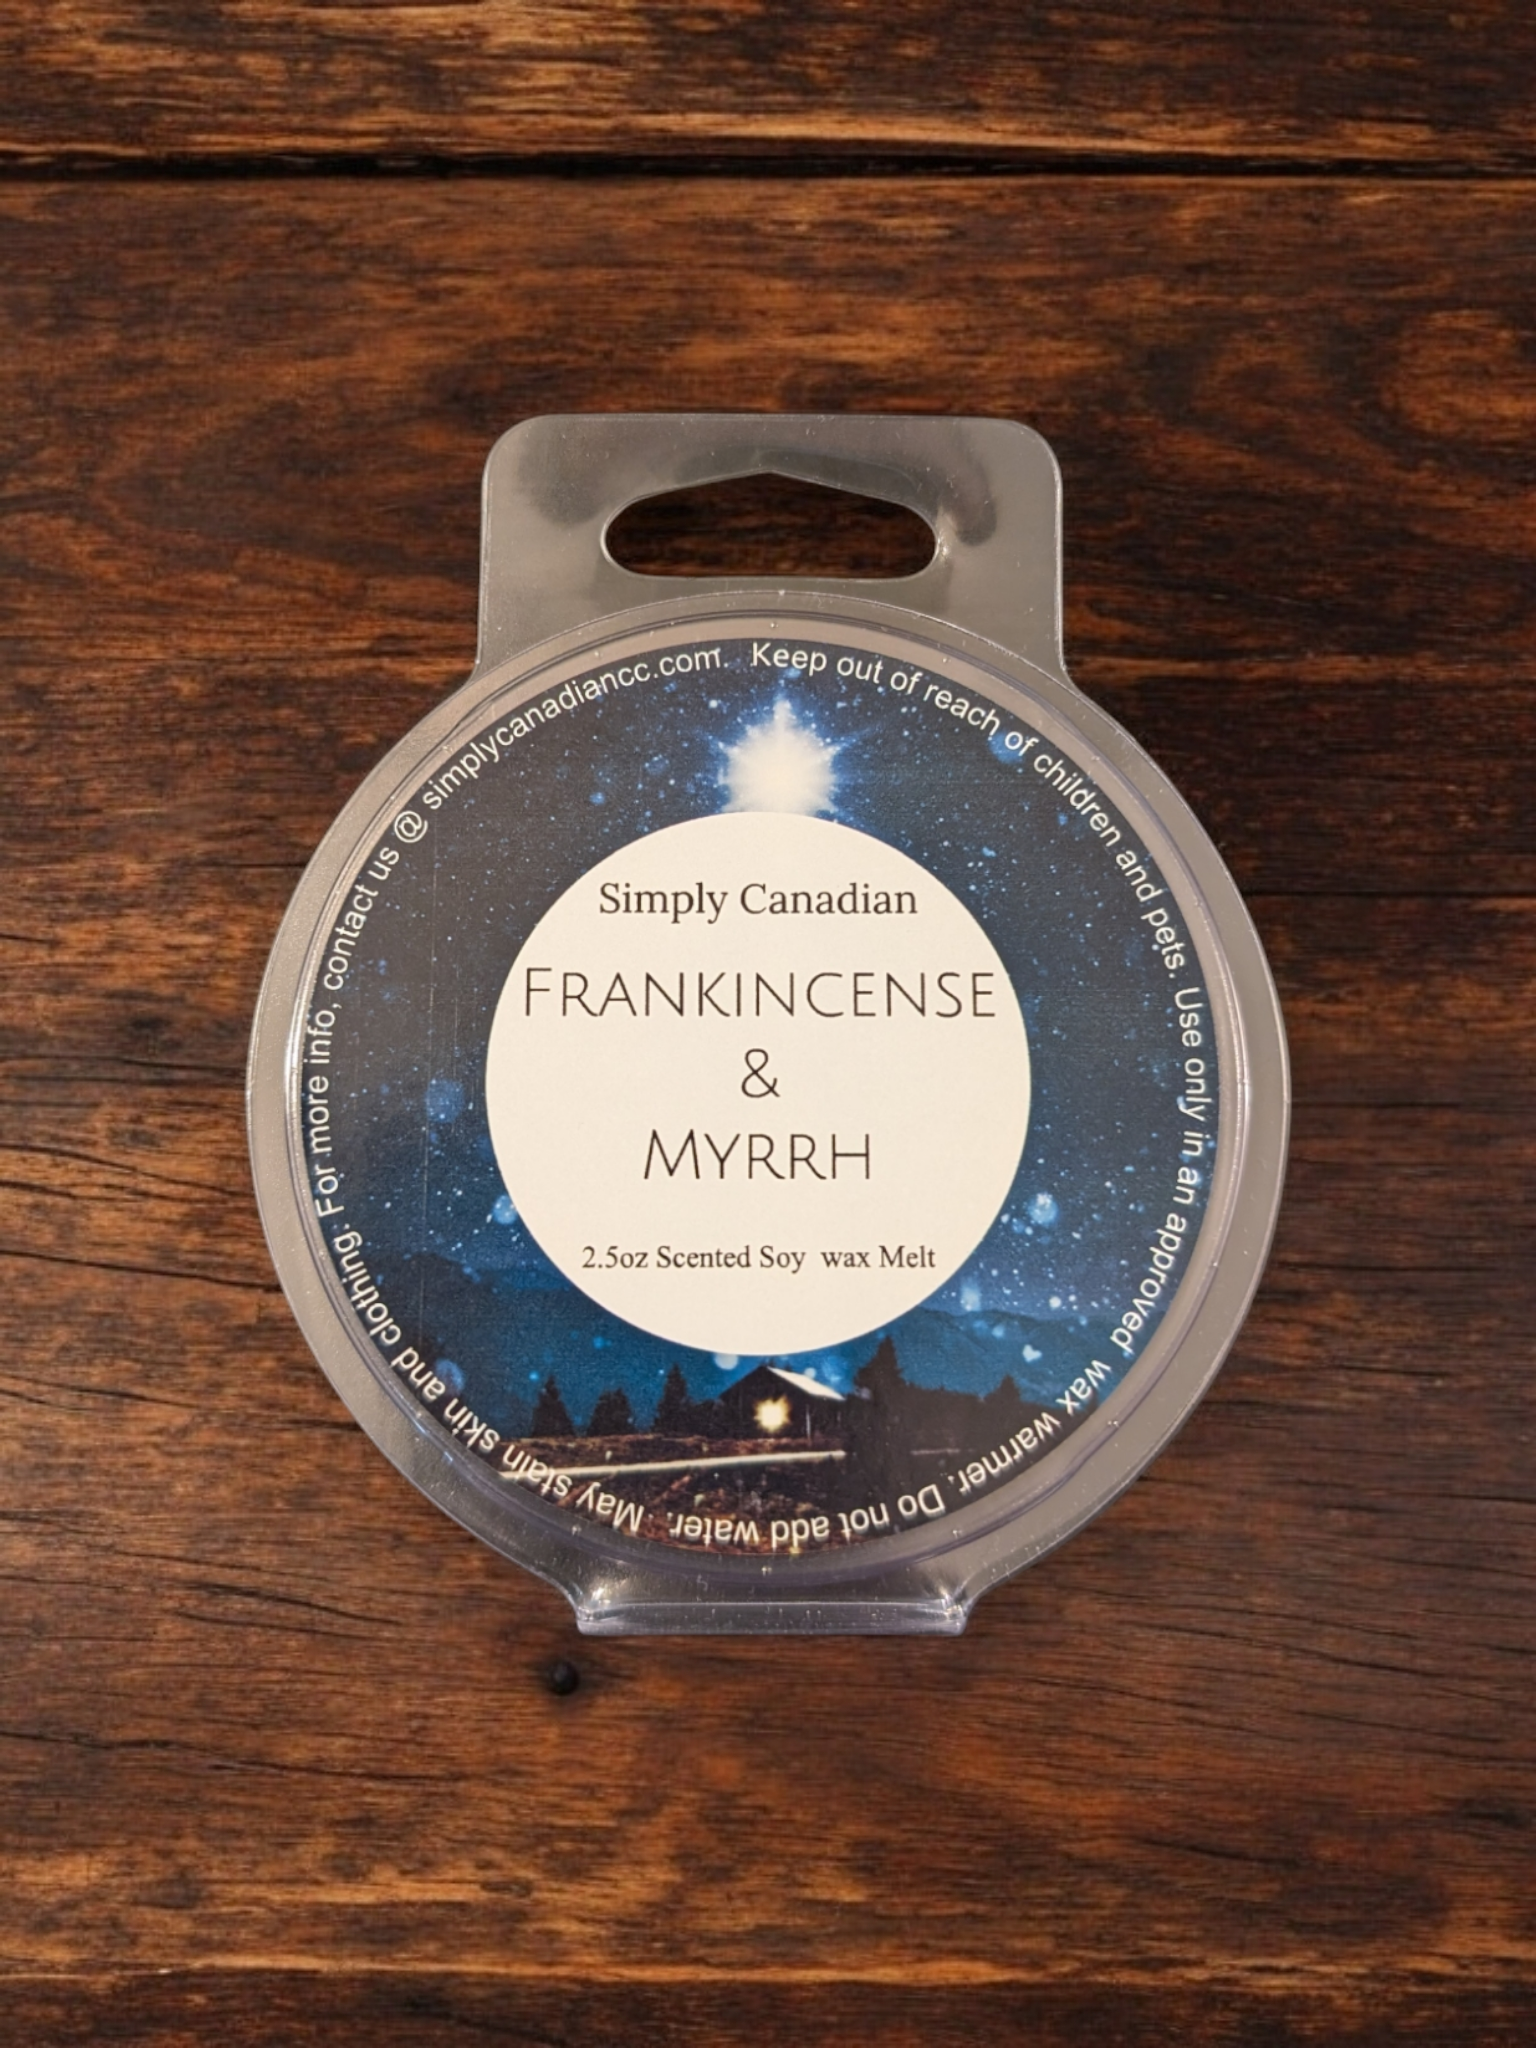 Simply Canadian
FRANKINCENSE
&
MYRRH
2.5oz Scented Soy wax Melt
Keep out of reach of children and pets. Use only in an approved wax warmer. Do not add water. May stain skin and clothing. For more info, contact us @ simplycanadiancc.com.